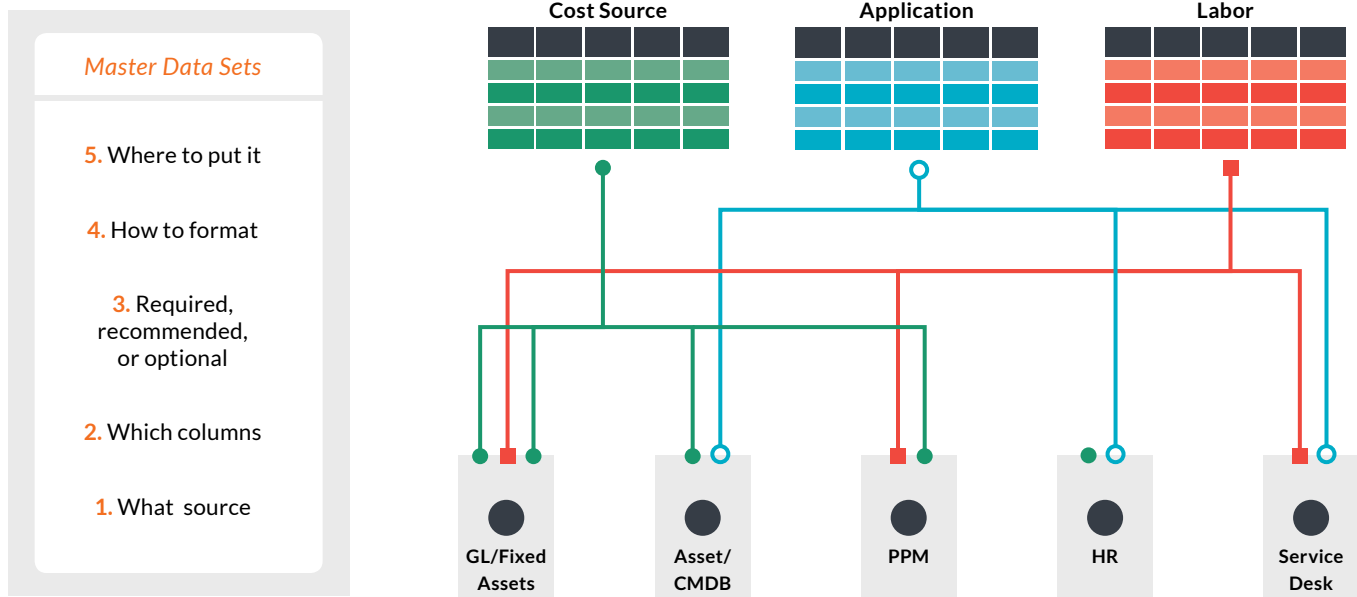 Master Data Sets
5. Where to put it
4. How to format
3. Required,
recommended,
or optional
2. Which columns
1. What source
Cost Source
Application
Labor
GL/Fixed
Assets
Asset/
CMDB
PPM
HR
Service
Desk